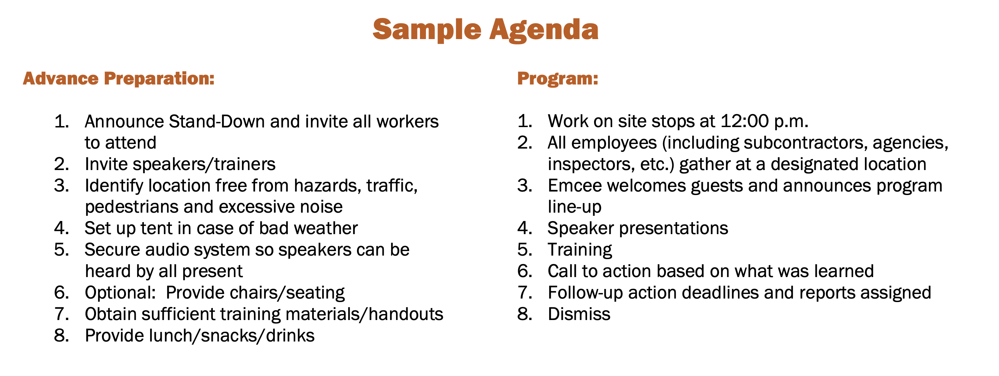 Sample Agenda
Advance Preparation:
1. Announce Stand-Down and invite all workers
to attend
2. Invite speakers/trainers
3. Identify location free from hazards, traffic,
pedestrians and excessive noise
4. Set up tent in case of bad weather
5. Secure audio system so speakers can be
heard by all present
6. Optional:  Provide chairs/seating
7. Obtain sufficient training materials/handouts
8. Provide lunch/snacks/drinks
Program:
1. Work on site stops at 12:00 p.m.
2. All employees (including subcontractors, agencies,
inspectors, etc.) gather at a designated location
3. Emcee welcomes guests and announces program
line-up
4. Speaker presentations
5. Training
6. Call to action based on what was learned
7. Follow-up action deadlines and reports assigned
8. Dismiss